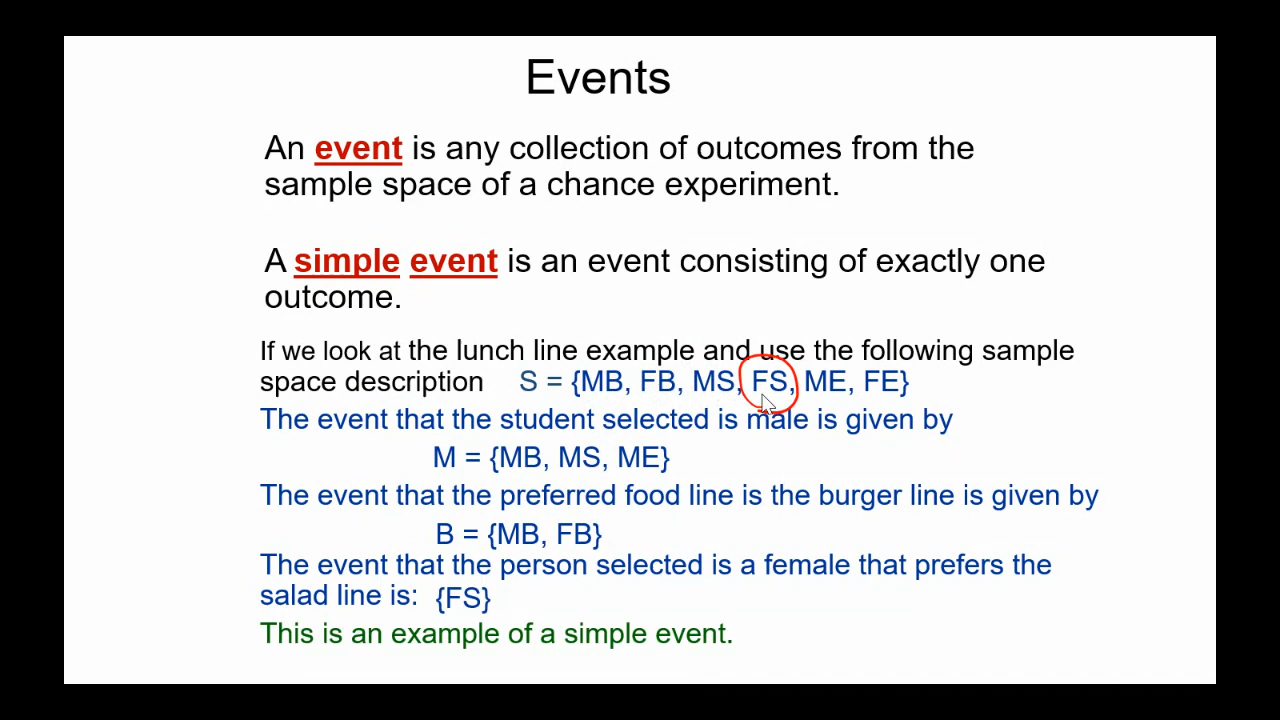 Events
An event is any collection of outcomes from the
sample space of a chance experiment.
A simple event is an event consisting of exactly one
outcome.
If we look at the lunch line example and use the following sample
space description S = {MB, FB, MS, FS, ME, FE}
The event that the student selected is male is given by
M = {MB, MS, ME}
The event that the preferred food line is the burger line is given by
B = {MB, FB}
The event that the person selected is a female that prefers the
salad line is: {FS}
This is an example of a simple event.